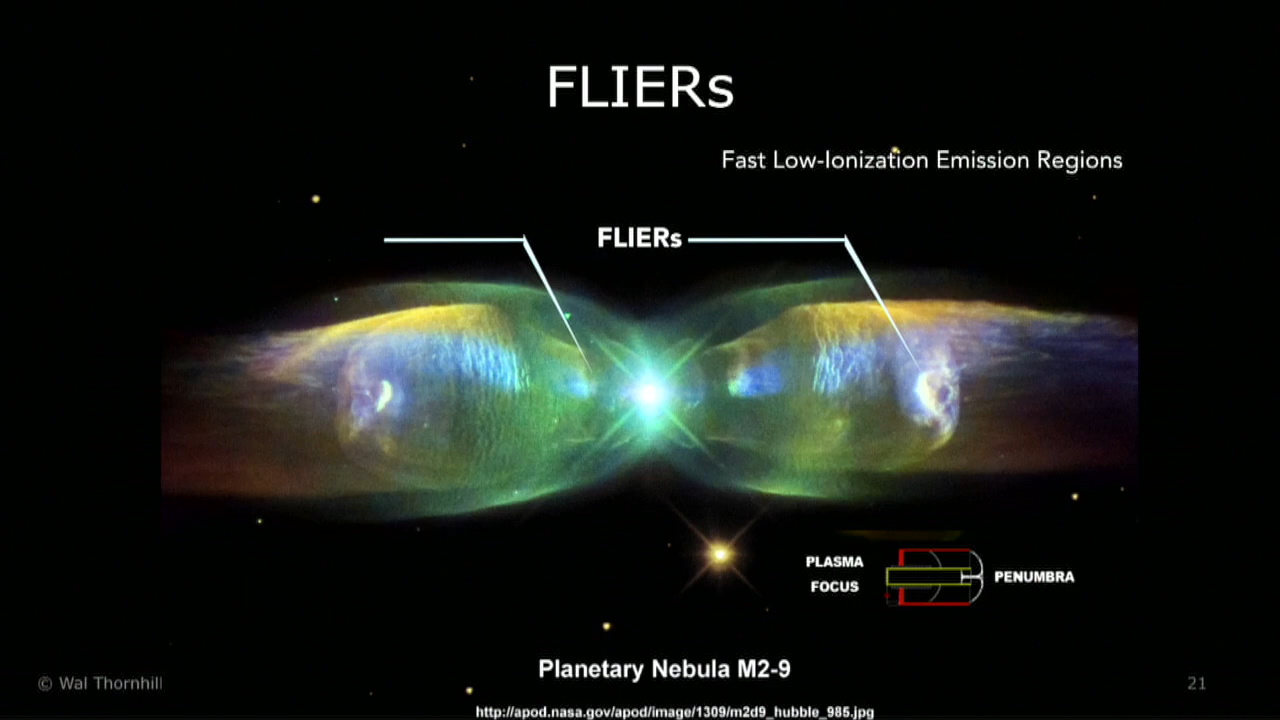 FLIERs
Fast Low-Ionization Emission Regions
FLIERs
PLASMA
FOCUS
PENUMBRA
Planetary Nebula M2-9
© Wal Thornhill
21
http://apod.nasa.gov/apod/image/1309/m2d9_hubble_985.jpg